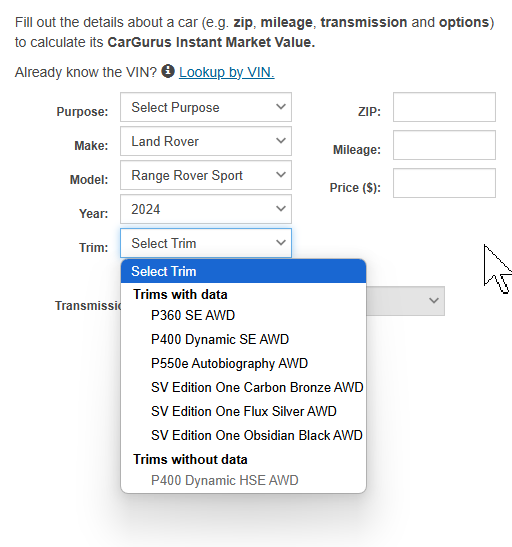 Fill out the details about a car (e.g. zip, mileage, transmission and options)
to calculate its CarGurus Instant Market Value.
Already know the VIN? Lookup by VIN.
Purpose: Select Purpose
ZIP:
Make: Land Rover
Mileage:
Model: Range Rover Sport
Price ($):
Year: 2024
Trim: Select Trim
Select Trim
Trims with data
P360 SE AWD
P400 Dynamic SE AWD
P550e Autobiography AWD
SV Edition One Carbon Bronze AWD
SV Edition One Flux Silver AWD
SV Edition One Obsidian Black AWD
Trims without data
P400 Dynamic HSE AWD
Transmissi